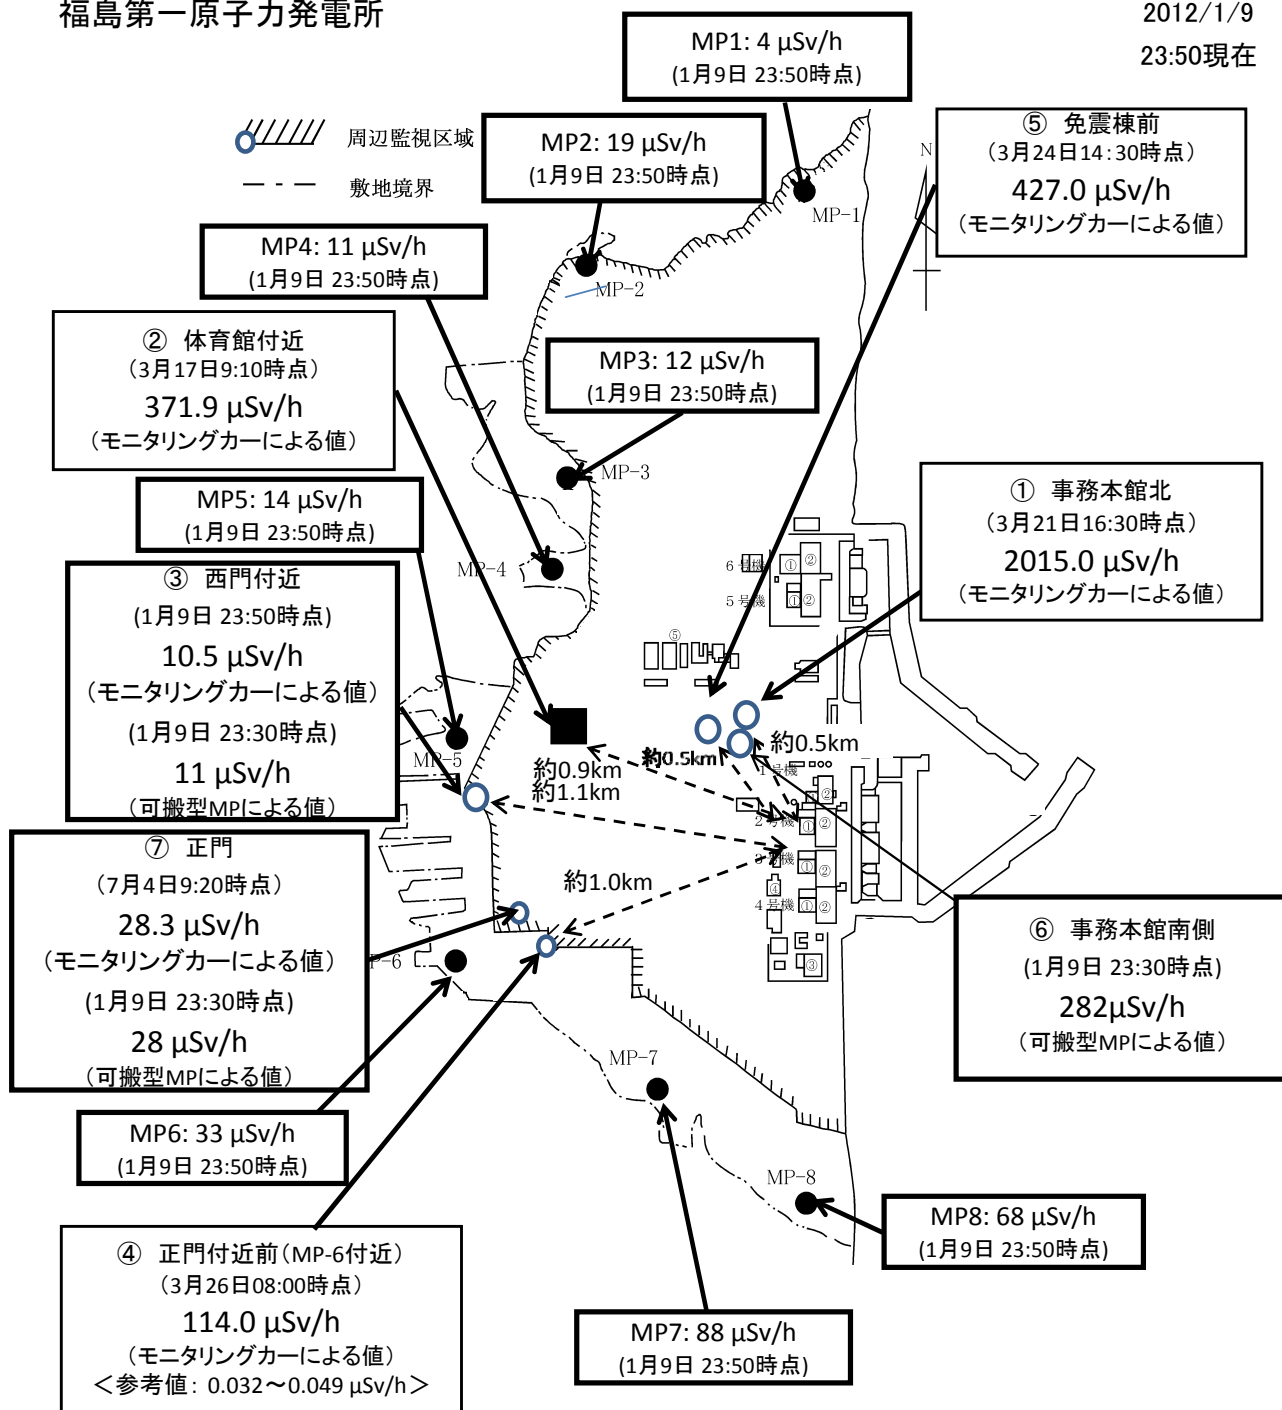 福島第一原子力発電所
2012/1/9
23:50現在
周辺監視区域
敷地境界
N
MP1: 4 μSv/h
(1月9日 23:50時点)
MP2: 19 μSv/h
(1月9日 23:50時点)
⑤ 免震棟前
(3月24日14:30時点)
427.0 μSv/h
(モニタリングカーによる値)
MP4: 11 μSv/h
(1月9日 23:50時点)
② 体育館付近
(3月17日9:10時点)
371.9 μSv/h
(モニタリングカーによる値)
MP3: 12 μSv/h
(1月9日 23:50時点)
MP5: 14 μSv/h
(1月9日 23:50時点)
① 事務本館北
(3月21日16:30時点)
2015.0 μSv/h
(モニタリングカーによる値)
③ 西門付近
(1月9日 23:50時点)
10.5 μSv/h
(モニタリングカーによる値)
(1月9日 23:30時点)
11 μSv/h
(可搬型MPによる値)
⑦ 正門
(7月4日9:20時点)
28.3 μSv/h
(モニタリングカーによる値)
(1月9日 23:30時点)
28 μSv/h
(可搬型MPによる値)
⑥ 事務本館南側
(1月9日 23:30時点)
282μSv/h
(可搬型MPによる値)
MP6: 33 μSv/h
(1月9日 23:50時点)
④ 正門付近前(MP-6付近)
(3月26日08:00時点)
114.0 μSv/h
(モニタリングカーによる値)
<参考値: 0.032～0.049 μSv/h>
MP7: 88 μSv/h
(1月9日 23:50時点)
MP8: 68 μSv/h
(1月9日 23:50時点)
MP-1
MP-2
MP-3
MP-4
MP-5
P-6
MP-7
MP-8
6号機
① ②
5号機
① ②
⑤
約0.5km
約0.5km
約0.9km
約1.1km
約1.0km
1号機
②
2号機
① ②
3号機
① ②
④
4号機
① ②
③